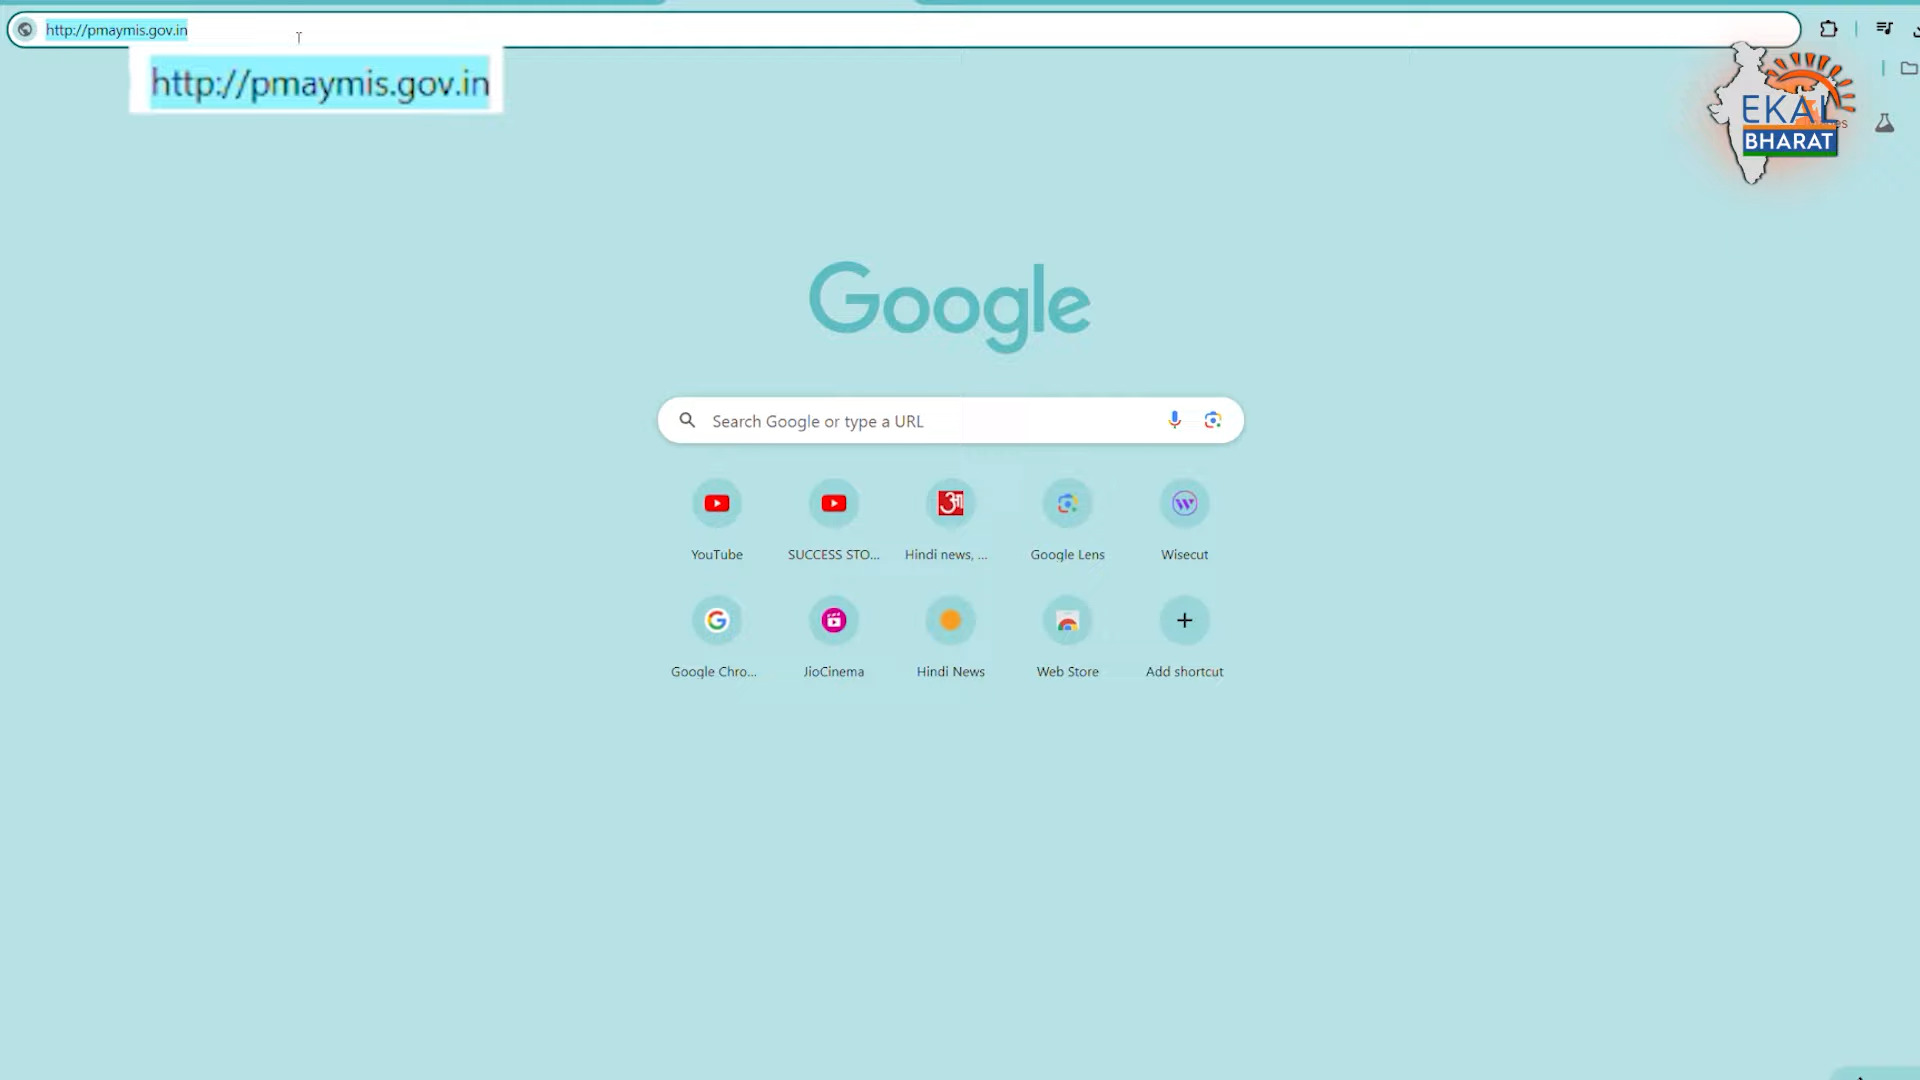 http://pmaymis.gov.in
http://pmaymis.gov.in
EKAL
BHARAT
Google
Search Google or type a URL
YouTube
SUCCESS STO...
Hindi news, ...
Google Lens
Wisecut
Google Chro...
JioCinema
Hindi News
Web Store
Add shortcut